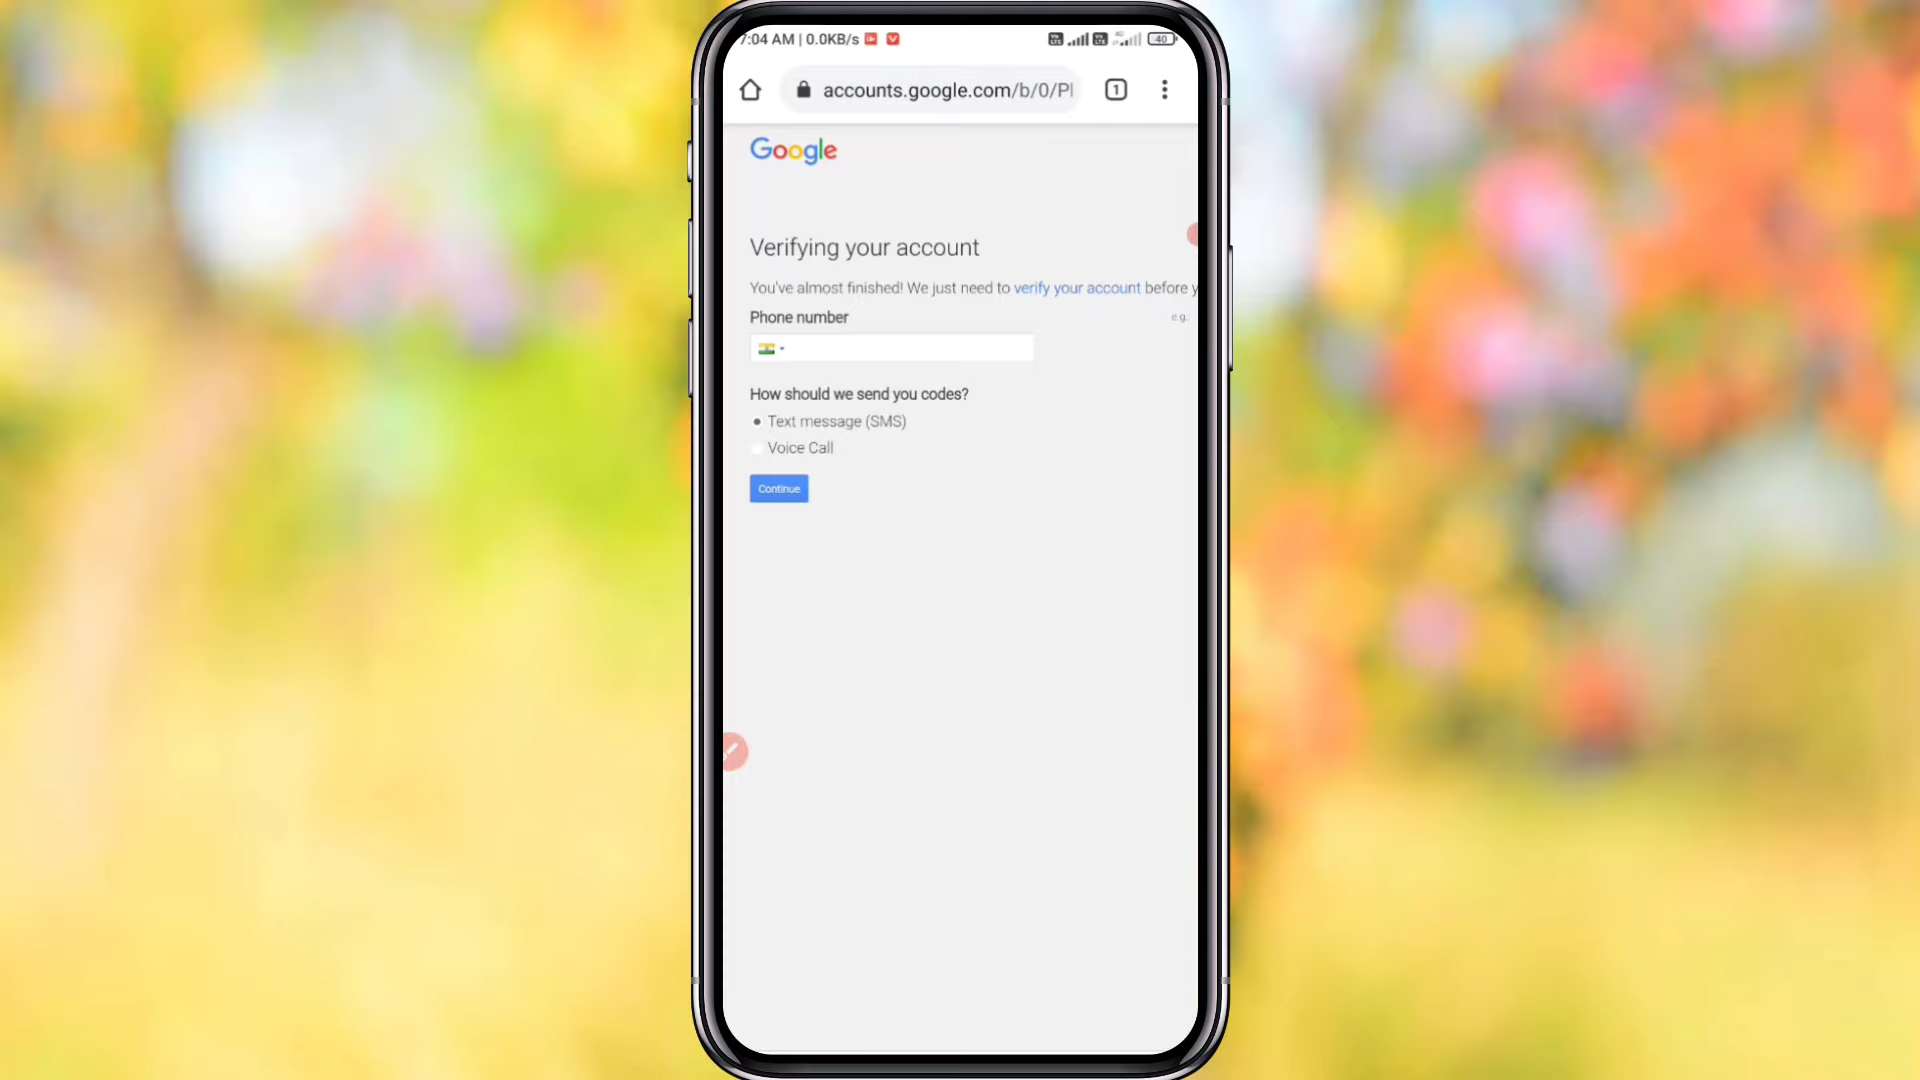 7:04 AM | 0.0KB/s
40
accounts.google.com/b/0/Pl
1
Google
Verifying your account
You've almost finished! We just need to verify your account before y
Phone number
e.g.
How should we send you codes?
Text message (SMS)
Voice Call
Continue